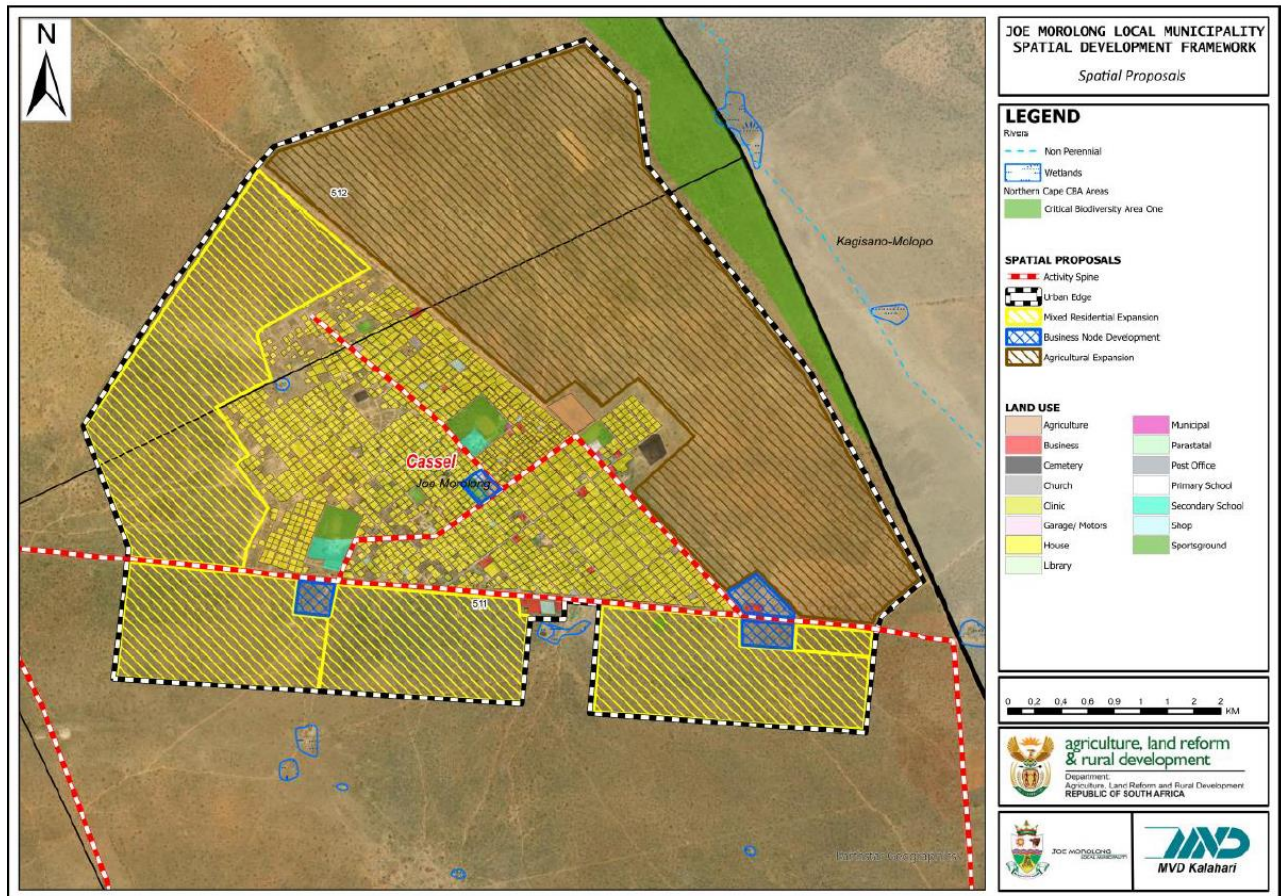 N
512
Kagisano-Molopo
Cassel
Joe Morolong
511
Earthstar Geographics
JOE MOROLONG LOCAL MUNICIPALITY
SPATIAL DEVELOPMENT FRAMEWORK
Spatial Proposals
LEGEND
Rivers
Non Perennial
Wetlands
Northern Cape CBA Areas
Critical Biodiversity Area One
SPATIAL PROPOSALS
Activity Spine
Urban Edge
Mixed Residential Expansion
Business Node Development
Agricultural Expansion
LAND USE
Agriculture
Business
Cemetery
Church
Clinic
Garage/ Motors
House
Library
Municipal
Parastatal
Post Office
Primary School
Secondary School
Shop
Sportsground
0 0,2 0,4 0,6 0,9 1 1 2 2
KM
agriculture, land reform
& rural development
Department:
Agriculture, Land Reform and Rural Development
REPUBLIC OF SOUTH AFRICA
JOE MOROLONG
LOCAL MUNICIPALITY
MVD Kalahari